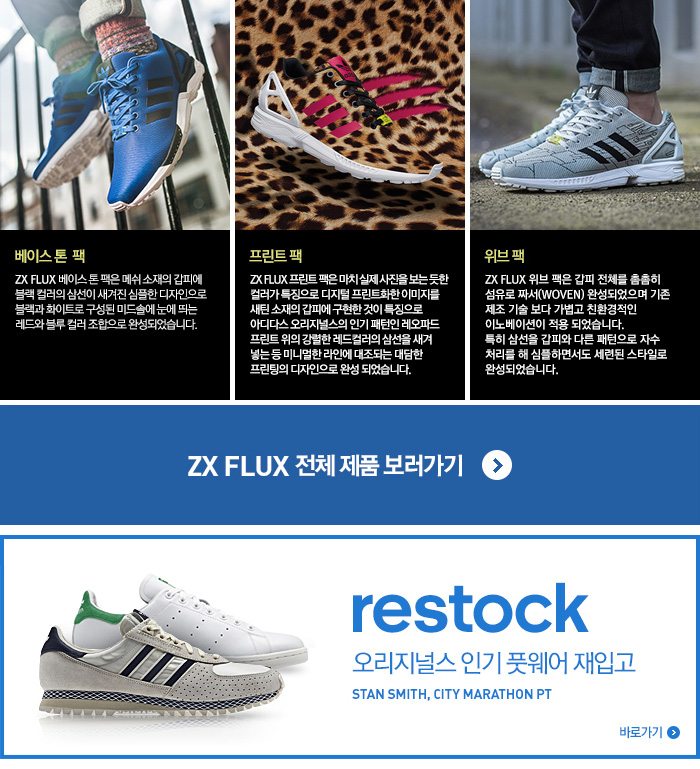 베이스 톤 팩
ZX FLUX 베이스 톤 팩은 메쉬 소재의 갑피에
블랙 컬러의 삼선이 새겨진 심플한 디자인으로
블랙과 화이트로 구성된 미드솔에 눈에 띄는
레드와 블루 컬러 조합으로 완성되었습니다.
프린트 팩
ZX FLUX 프린트 팩은 마치 실제 사진을 보는 듯한
컬러가 특징으로 디지털 프린트화한 이미지를
새틴 소재의 갑피에 구현한 것이 특징으로
아디다스 오리지널스의 인기 패턴인 레오파드
프린트 위의 강렬한 레드컬러의 삼선을 새겨
넣는 등 미니멀한 라인에 대조되는 대담한
프린팅의 디자인으로 완성 되었습니다.
위브 팩
ZX FLUX 위브 팩은 갑피 전체를 촘촘히
섬유로 짜서(WOVEN) 완성되었으며 기존
제조 기술 보다 가볍고 친환경적인
이노베이션이 적용 되었습니다.
특히 삼선을 갑피와 다른 패턴으로 자수
처리를 해 심플하면서도 세련된 스타일로
완성되었습니다.
ZX FLUX 전체 제품 보러가기
restock
오리지널스 인기 풋웨어 재입고
STAN SMITH, CITY MARATHON PT
바로가기